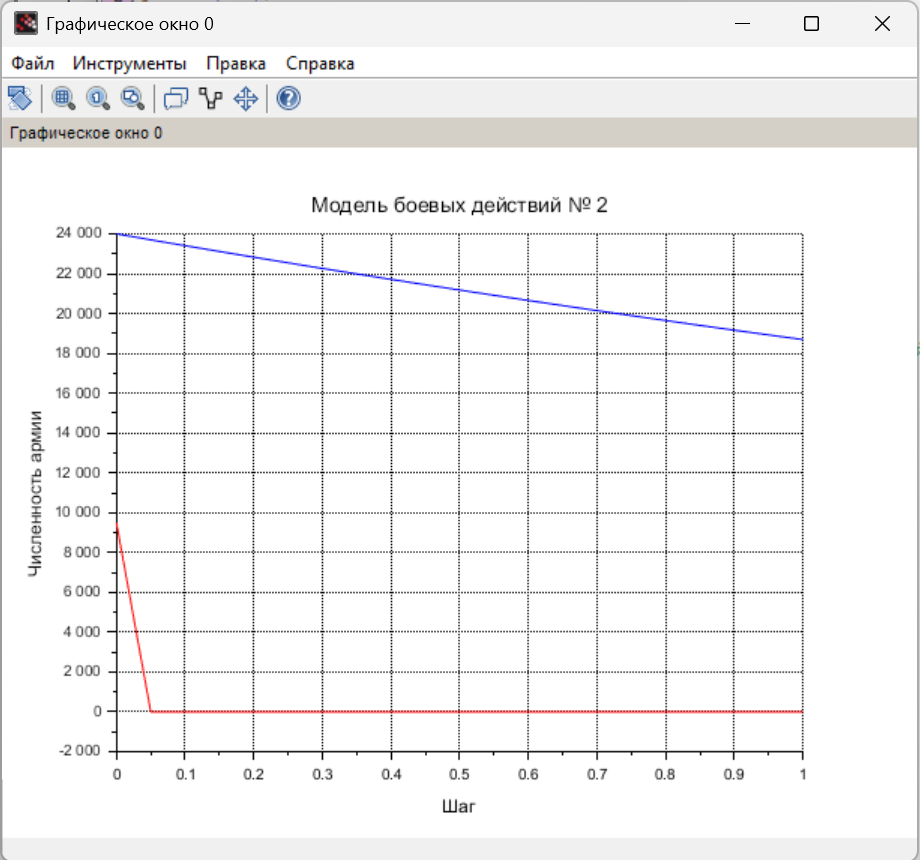 Графическое окно 0
Файл Инструменты Правка Справка
Графическое окно 0
Модель боевых действий № 2
24 000
22 000
20 000
18 000
16 000
14 000
12 000
10 000
8 000
6 000
4 000
2 000
0
-2 000
Численность армии
0 0.1 0.2 0.3 0.4 0.5 0.6 0.7 0.8 0.9 1
Шаг